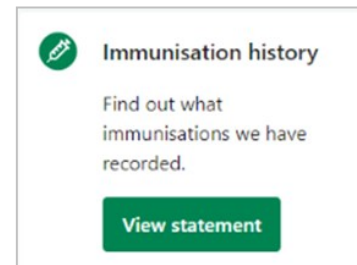 Immunisation history
Find out what
immunisations we have
recorded.
View statement